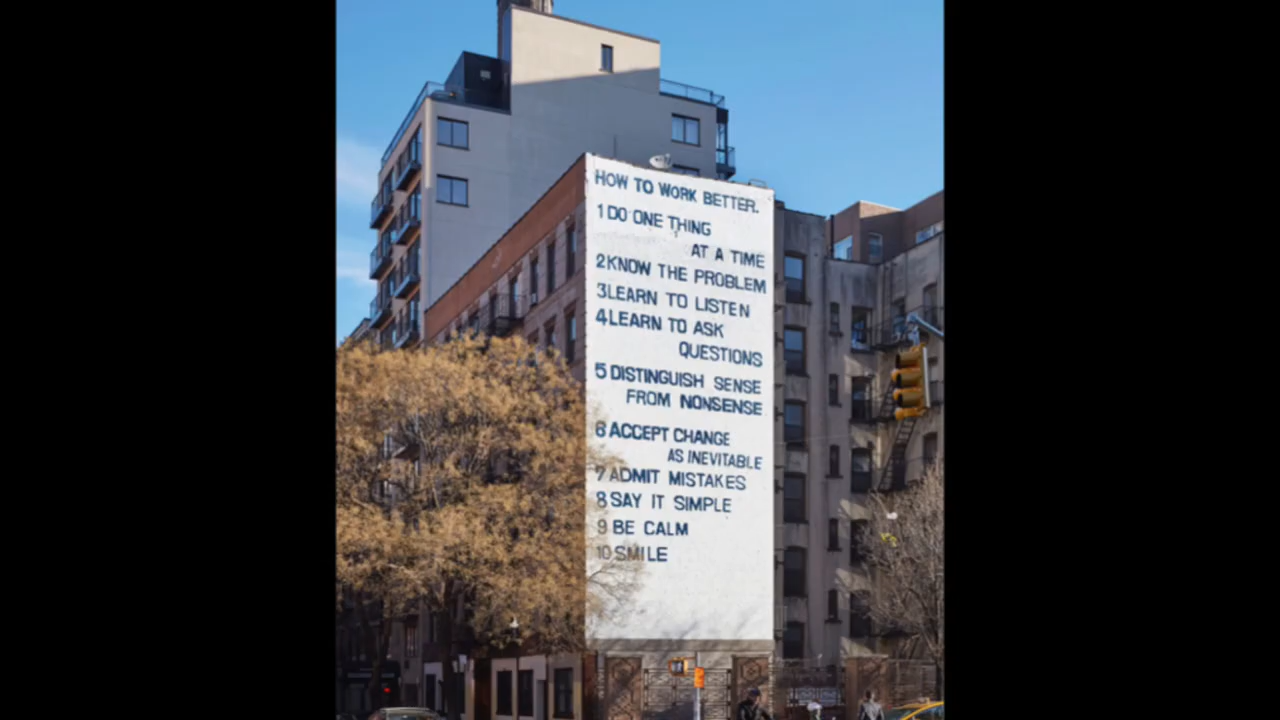 HOW TO WORK BETTER.
1 DO ONE THING
AT A TIME
2 KNOW THE PROBLEM
3 LEARN TO LISTEN
4 LEARN TO ASK
QUESTIONS
5 DISTINGUISH SENSE
FROM NONSENSE
6 ACCEPT CHANGE
AS INEVITABLE
7 ADMIT MISTAKES
8 SAY IT SIMPLE
9 BE CALM
10 SMILE